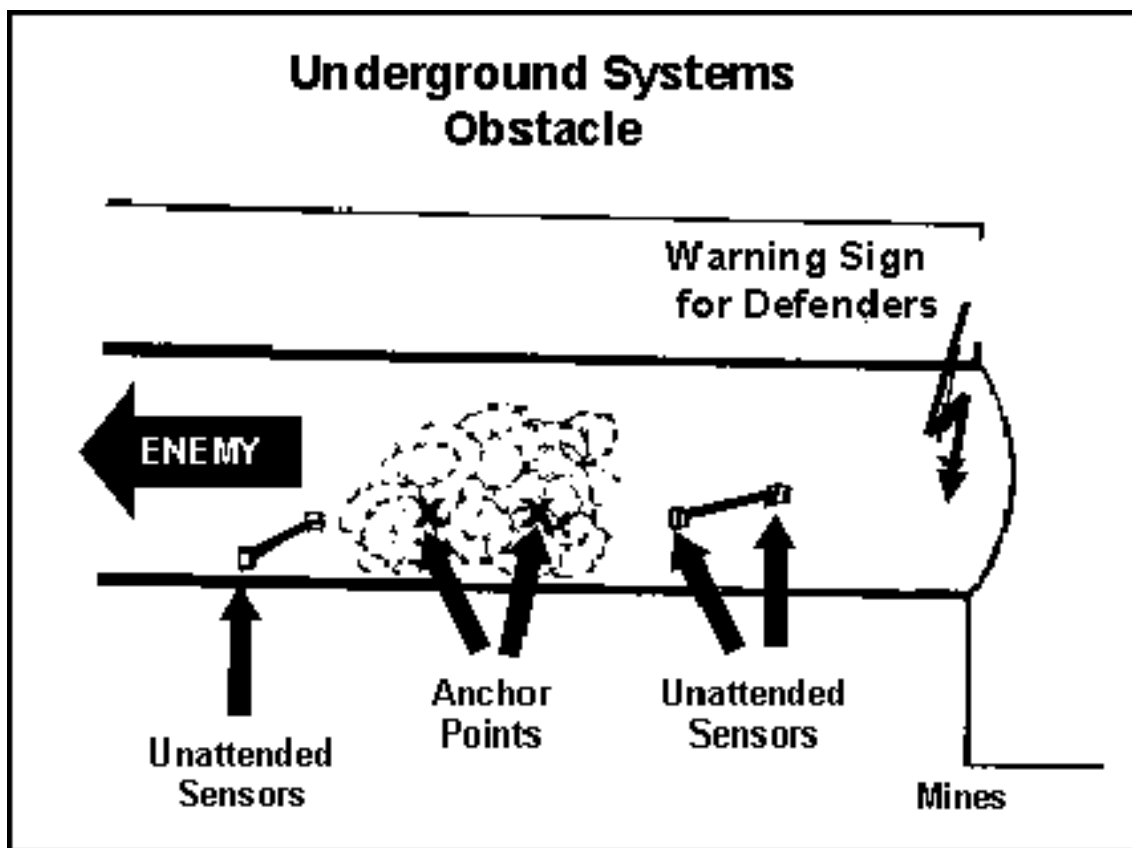 Underground Systems
Obstacle
Warning Sign
for Defenders
ENEMY
Anchor
Points
Unattended
Sensors
Unattended
Sensors
Mines